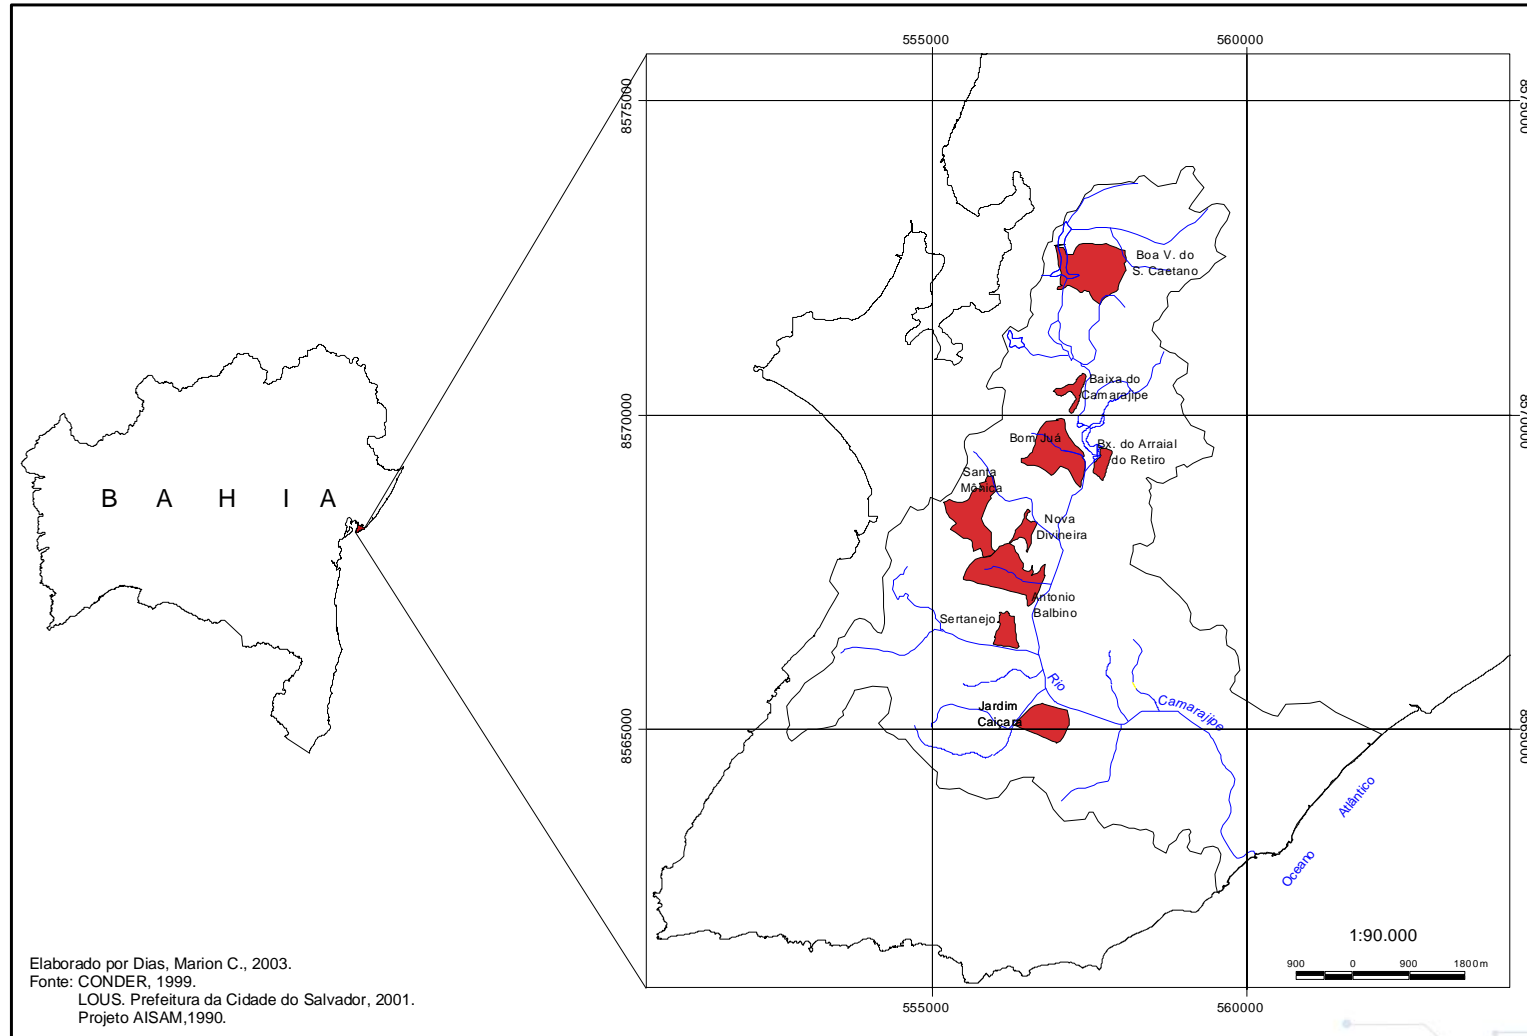 555000
560000
8575000
8575000
Boa V. do
S. Caetano
Baixa do
Camarajipe
8570000
Bom Juá
Bx. do Arraial
do Retiro
Santa
Mônica
B A H I A
Nova
Divineira
Antonio
Balbino
Sertanejo
Rio
Camarajipe
Jardim
Caiçara
8565000
Atlântico
Oceano
1:90.000
900 0 900 1800m
555000
560000
Elaborado por Dias, Marion C., 2003.
Fonte: CONDER, 1999.
LOUS. Prefeitura da Cidade do Salvador, 2001.
Projeto AISAM,1990.